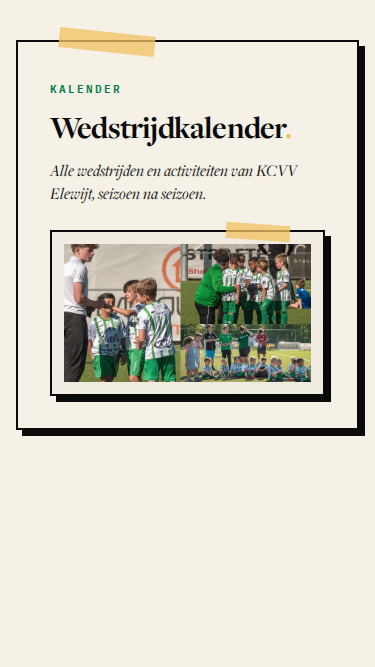 KALENDER
Wedstrijdkalender.
Alle wedstrijden en activiteiten van KCVV
Elewijt, seizoen na seizoen.